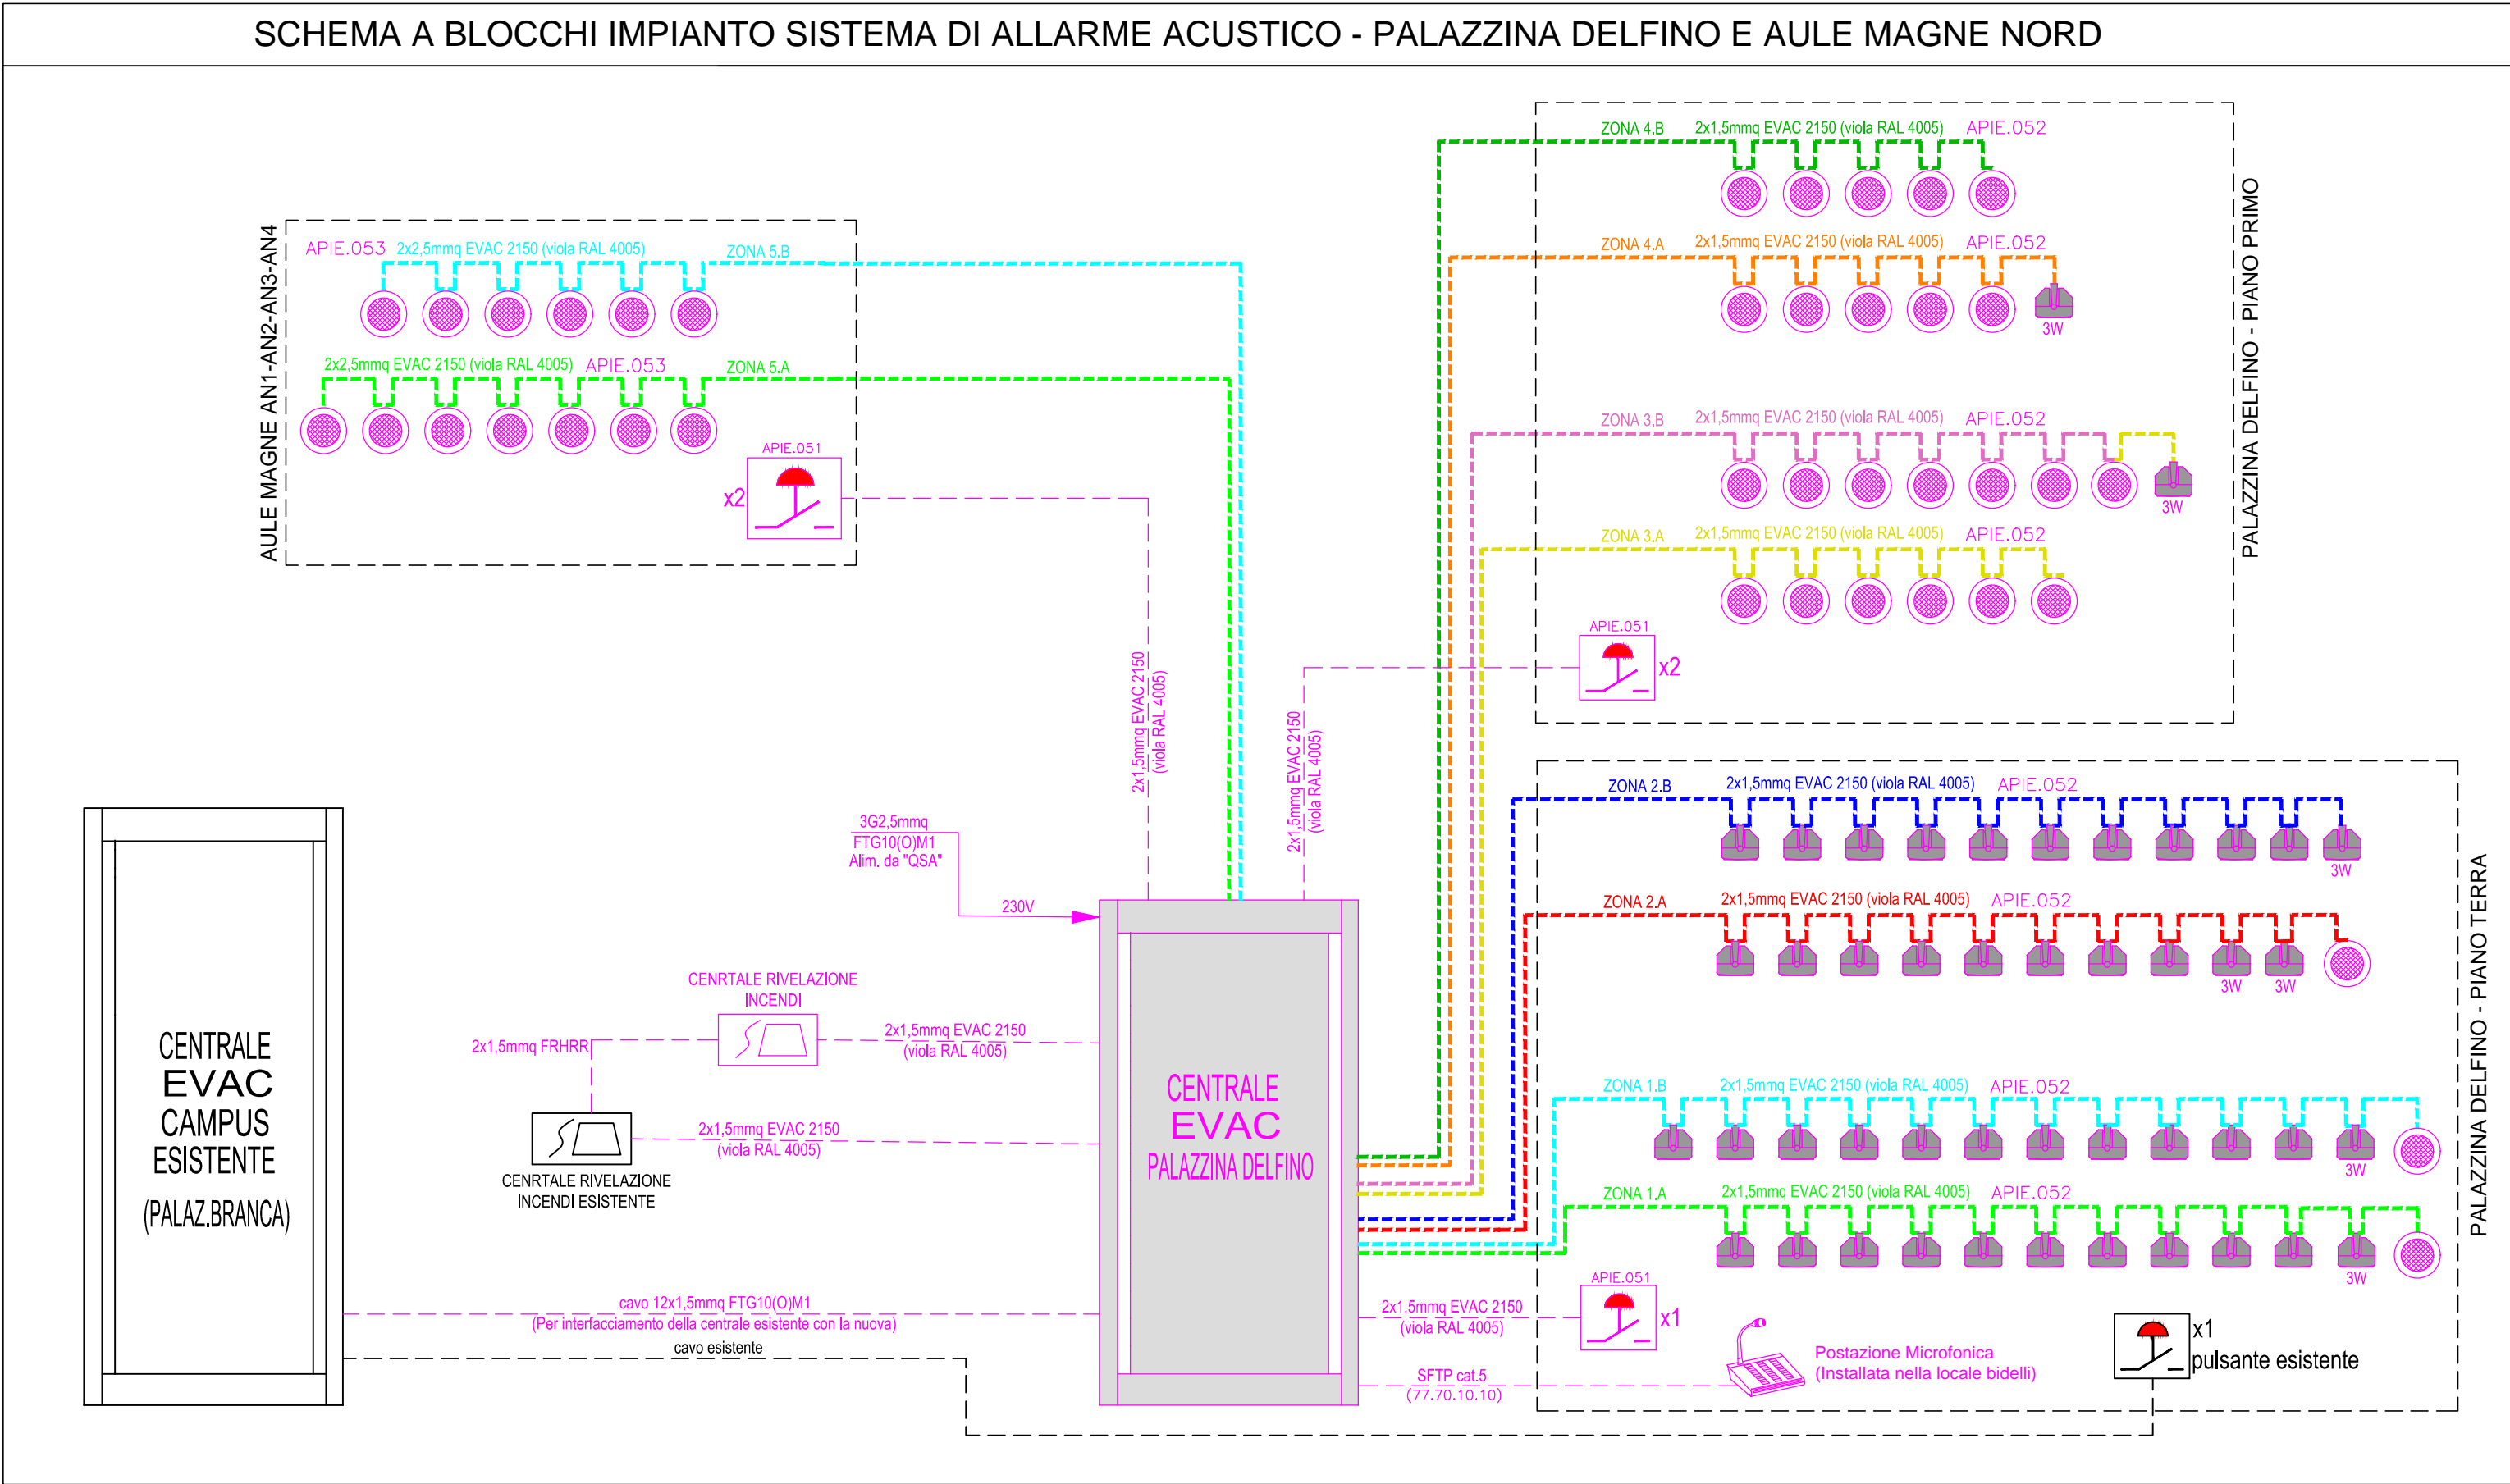 SCHEMA A BLOCCHI IMPIANTO SISTEMA DI ALLARME ACUSTICO - PALAZZINA DELFINO E AULE MAGNE NORD
AULE MAGNE AN1-AN2-AN3-AN4
APIE.053 2x2,5mmq EVAC 2150 (viola RAL 4005) ZONA 5.B
2x2,5mmq EVAC 2150 (viola RAL 4005) APIE.053 ZONA 5.A
APIE.051
x2
2x1,5mmq EVAC 2150
(viola RAL 4005)
PALAZZINA DELFINO - PIANO PRIMO
ZONA 4.B 2x1,5mmq EVAC 2150 (viola RAL 4005) APIE.052
ZONA 4.A 2x1,5mmq EVAC 2150 (viola RAL 4005) APIE.052
3W
ZONA 3.B 2x1,5mmq EVAC 2150 (viola RAL 4005) APIE.052
3W
ZONA 3.A 2x1,5mmq EVAC 2150 (viola RAL 4005) APIE.052
APIE.051
x2
2x1,5mmq EVAC 2150
(viola RAL 4005)
PALAZZINA DELFINO - PIANO TERRA
ZONA 2.B 2x1,5mmq EVAC 2150 (viola RAL 4005) APIE.052
3W
ZONA 2.A 2x1,5mmq EVAC 2150 (viola RAL 4005) APIE.052
3W 3W
ZONA 1.B 2x1,5mmq EVAC 2150 (viola RAL 4005) APIE.052
3W
ZONA 1.A 2x1,5mmq EVAC 2150 (viola RAL 4005) APIE.052
3W
APIE.051
x1
2x1,5mmq EVAC 2150
(viola RAL 4005)
SFTP cat.5
(77.70.10.10)
Postazione Microfonica
(Installata nella locale bidelli)
x1
pulsante esistente
3G2,5mmq
FTG10(O)M1
Alim. da "QSA"
230V
CENRTALE RIVELAZIONE
INCENDI
2x1,5mmq FRHRR
2x1,5mmq EVAC 2150
(viola RAL 4005)
2x1,5mmq EVAC 2150
(viola RAL 4005)
CENRTALE RIVELAZIONE
INCENDI ESISTENTE
CENTRALE
EVAC
PALAZZINA DELFINO
CENTRALE
EVAC
CAMPUS
ESISTENTE
(PALAZ.BRANCA)
cavo 12x1,5mmq FTG10(O)M1
(Per interfacciamento della centrale esistente con la nuova)
cavo esistente